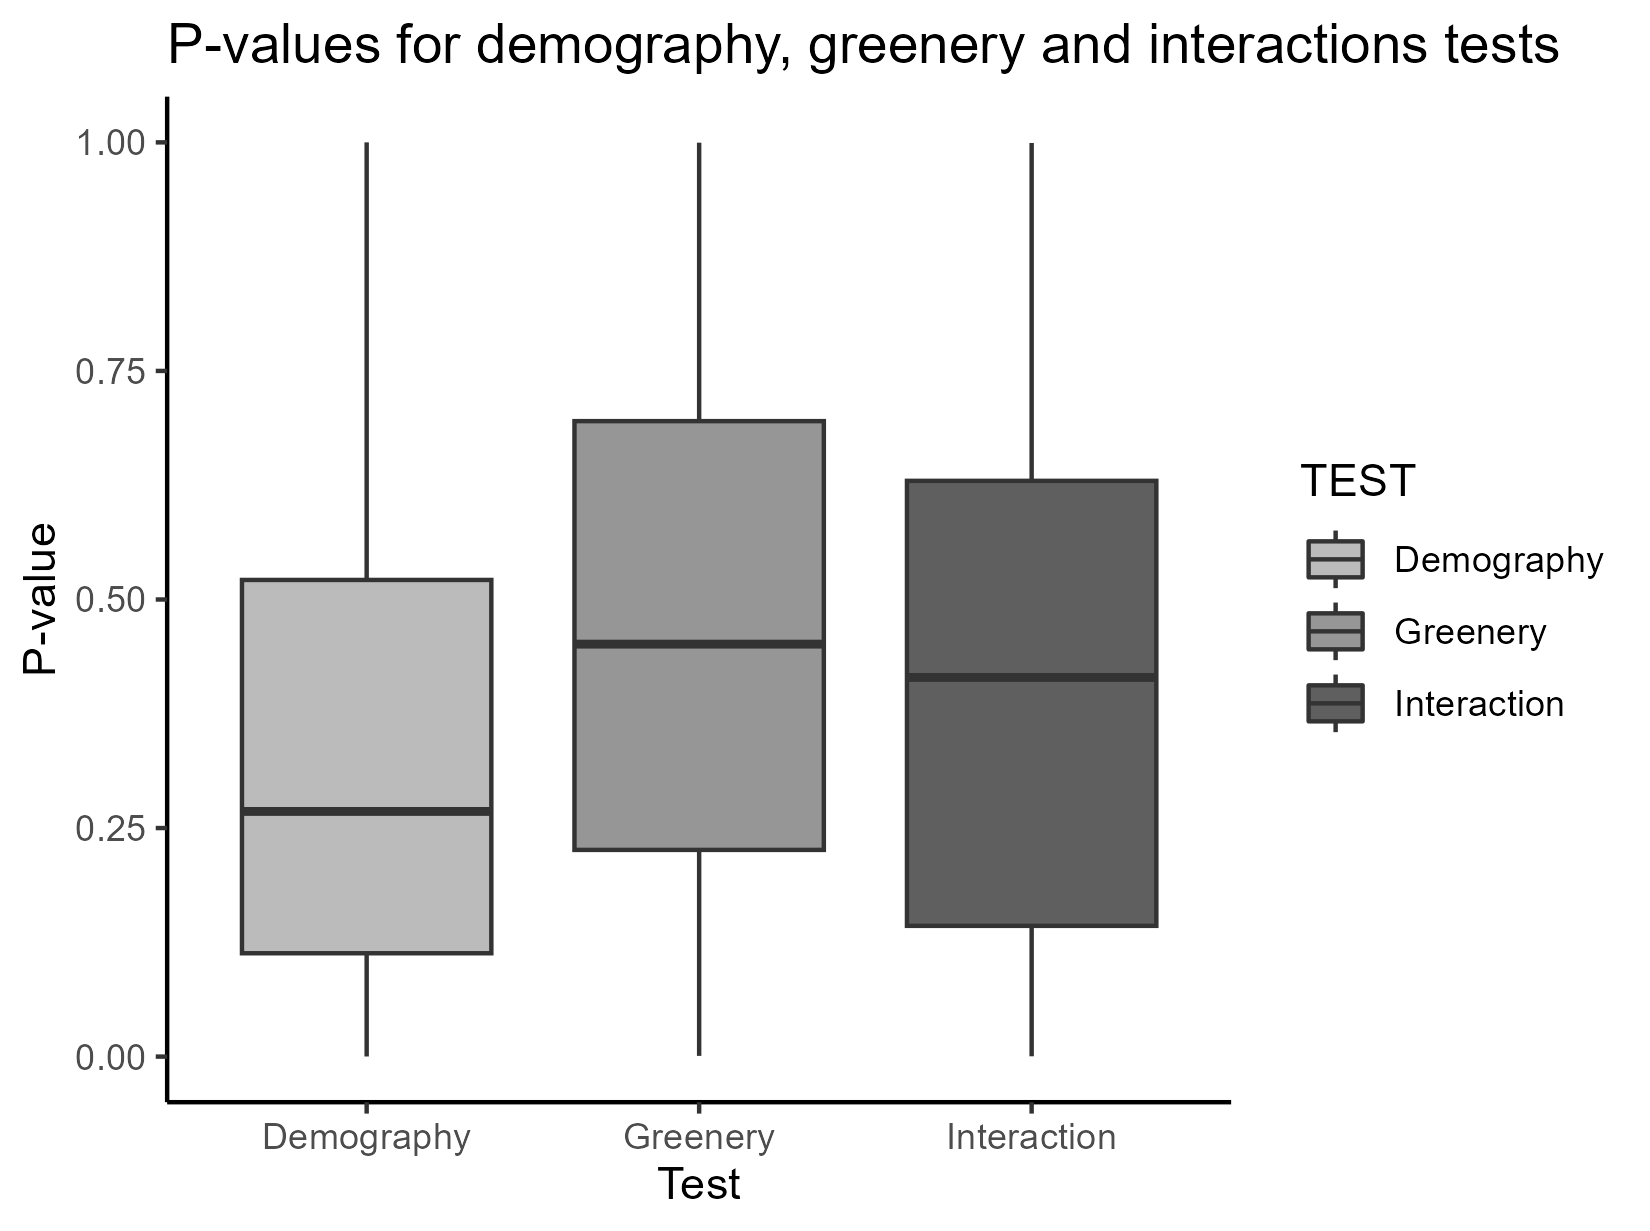 P-values for demography, greenery and interactions tests
1.00
0.75
0.50
0.25
0.00
P-value
Demography
Greenery
Interaction
Test
TEST
Demography
Greenery
Interaction